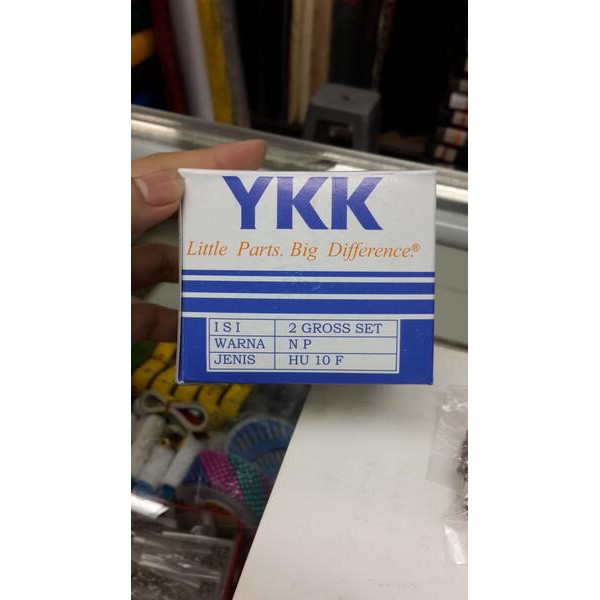 YKK
Little Parts. Big Difference.®
ISI 2 GROSS SET
WARNA N P
JENIS HU 10 F